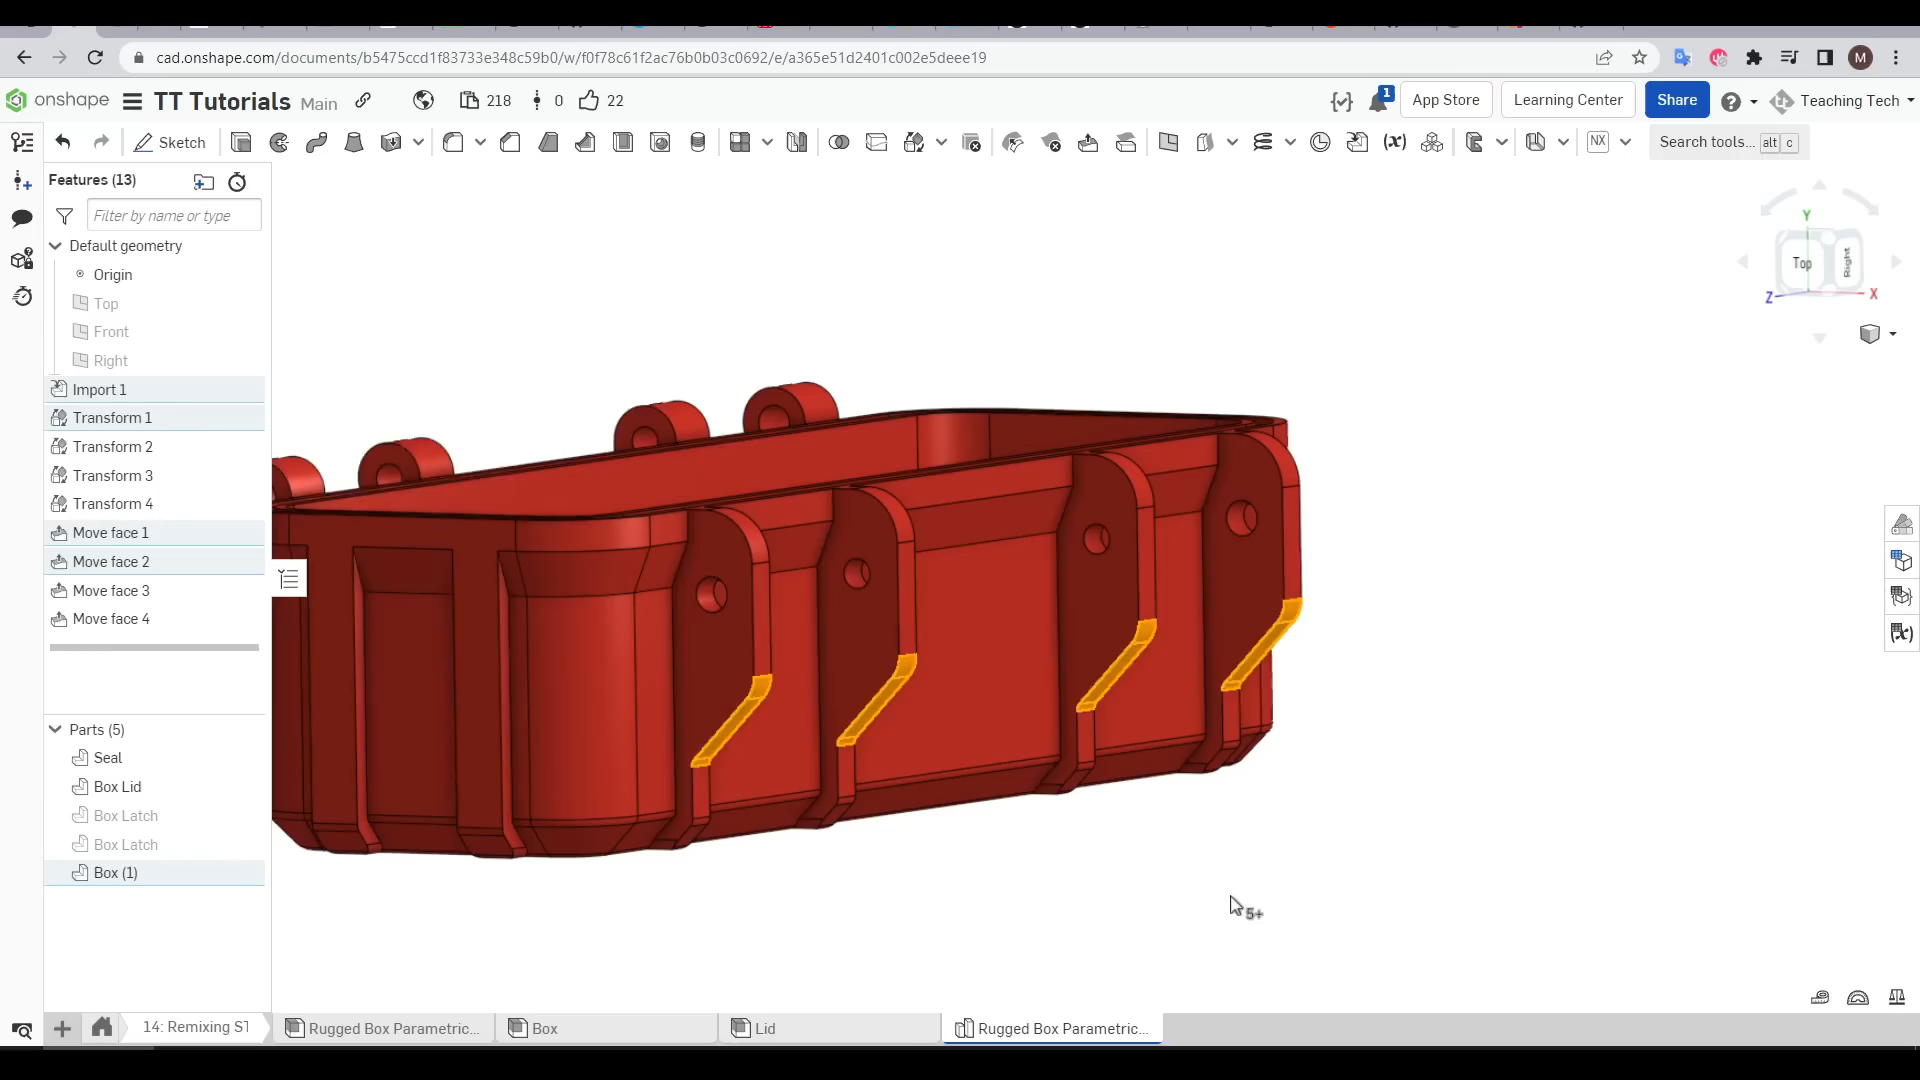 cad.onshape.com/documents/b5475ccd1f83733e348c59b0/w/f0f78c61f2ac76b0b03c0692/e/a365e51d2401c002e5deee19
M
onshape TT Tutorials Main 218 0 22 1 App Store Learning Center Share Teaching Tech
Sketch NX Search tools... alt c
Features (13)
Filter by name or type
Default geometry
Origin
Top
Front
Right
Import 1
Transform 1
Transform 2
Transform 3
Transform 4
Move face 1
Move face 2
Move face 3
Move face 4
Parts (5)
Seal
Box Lid
Box Latch
Box Latch
Box (1)
Y
Top Right
Z X
5+
14: Remixing ST Rugged Box Parametric... Box Lid Rugged Box Parametric...